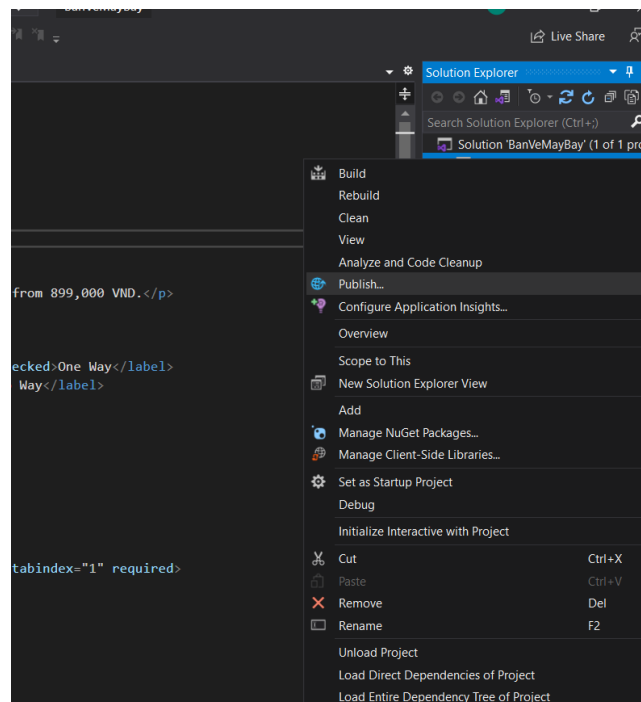 BanVeMayBay
Live Share
Solution Explorer
Search Solution Explorer (Ctrl+;)
Solution 'BanVeMayBay' (1 of 1 pro
Build
Rebuild
Clean
View
Analyze and Code Cleanup
from 899,000 VND.</p>
Publish...
Configure Application Insights...
Overview
ecked>One Way</label>
Scope to This
Way</label>
New Solution Explorer View
Add
Manage NuGet Packages...
Manage Client-Side Libraries...
Set as Startup Project
Debug
Initialize Interactive with Project
tabindex="1" required>
Cut Ctrl+X
Paste Ctrl+V
Remove Del
Rename F2
Unload Project
Load Direct Dependencies of Project
Load Entire Dependency Tree of Project